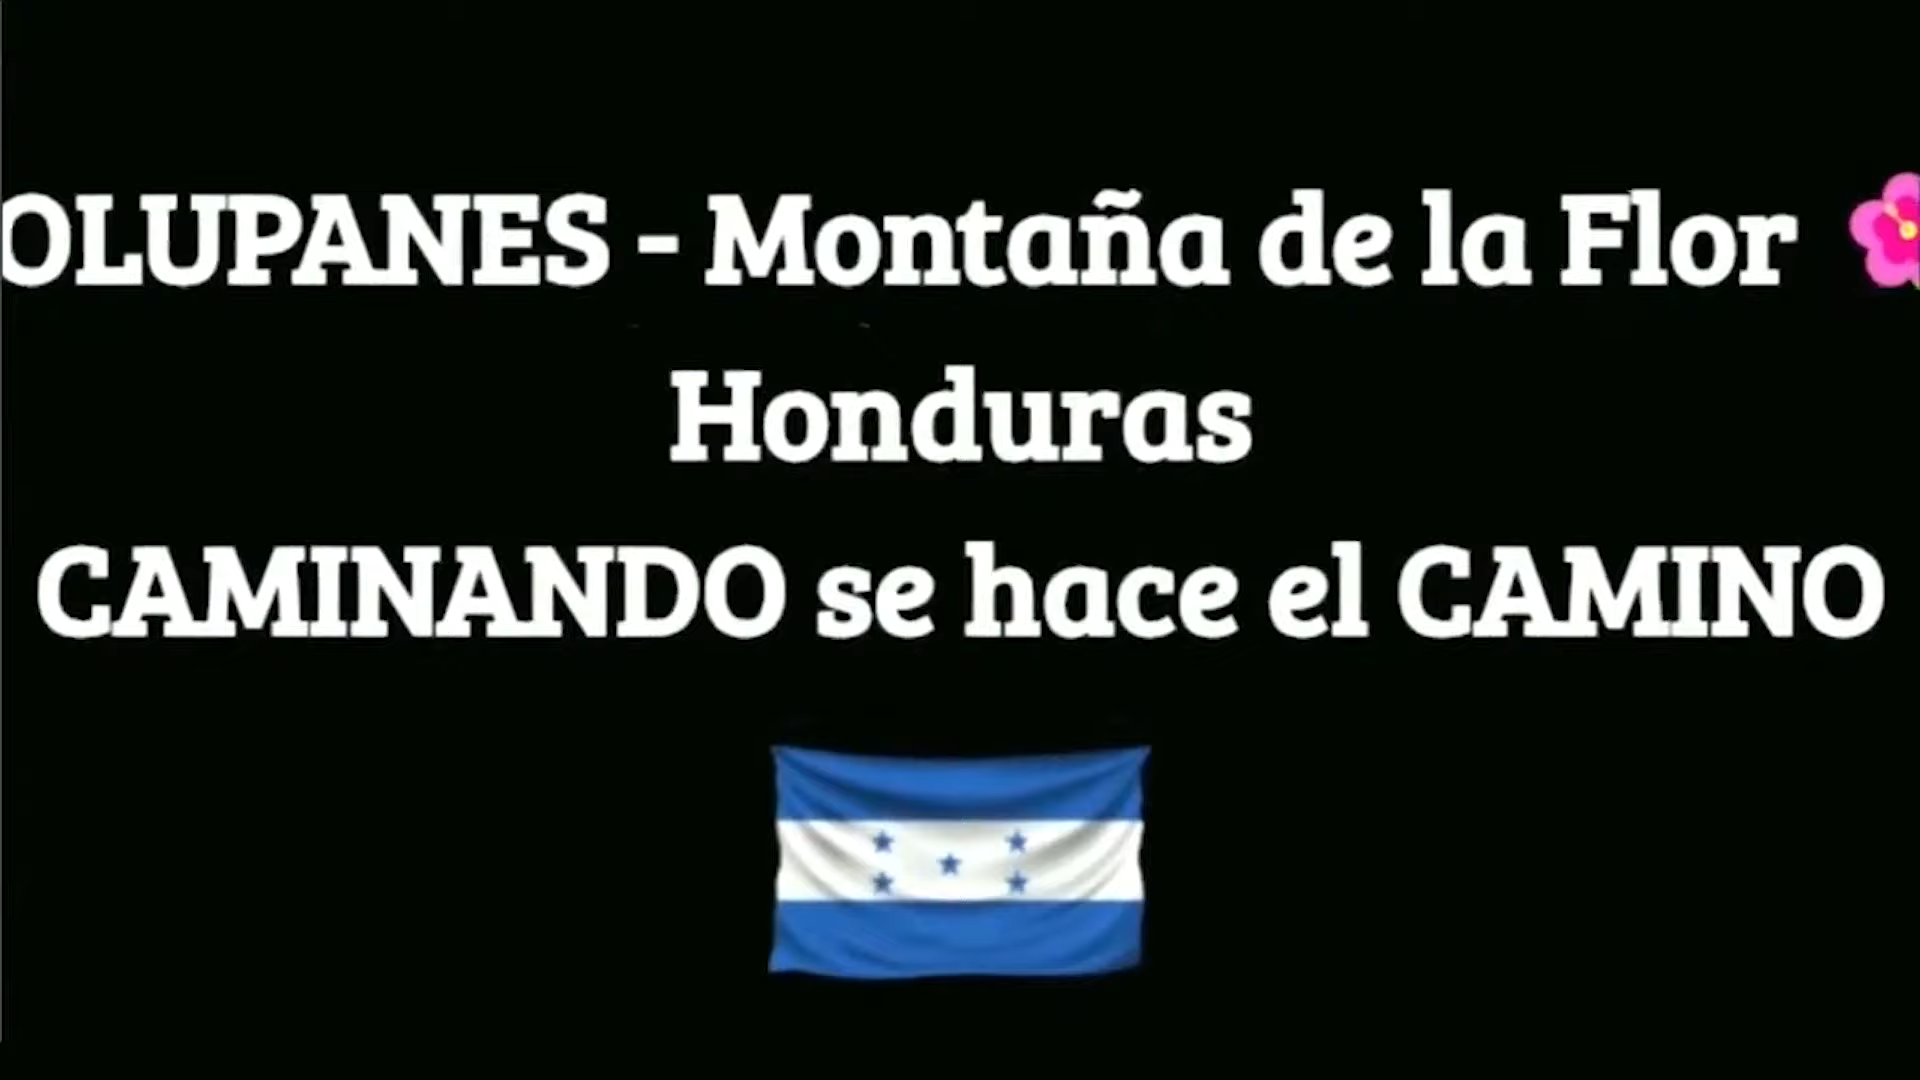 OLUPANES - Montaña de la Flor 🌺
Honduras
CAMINANDO se hace el CAMINO